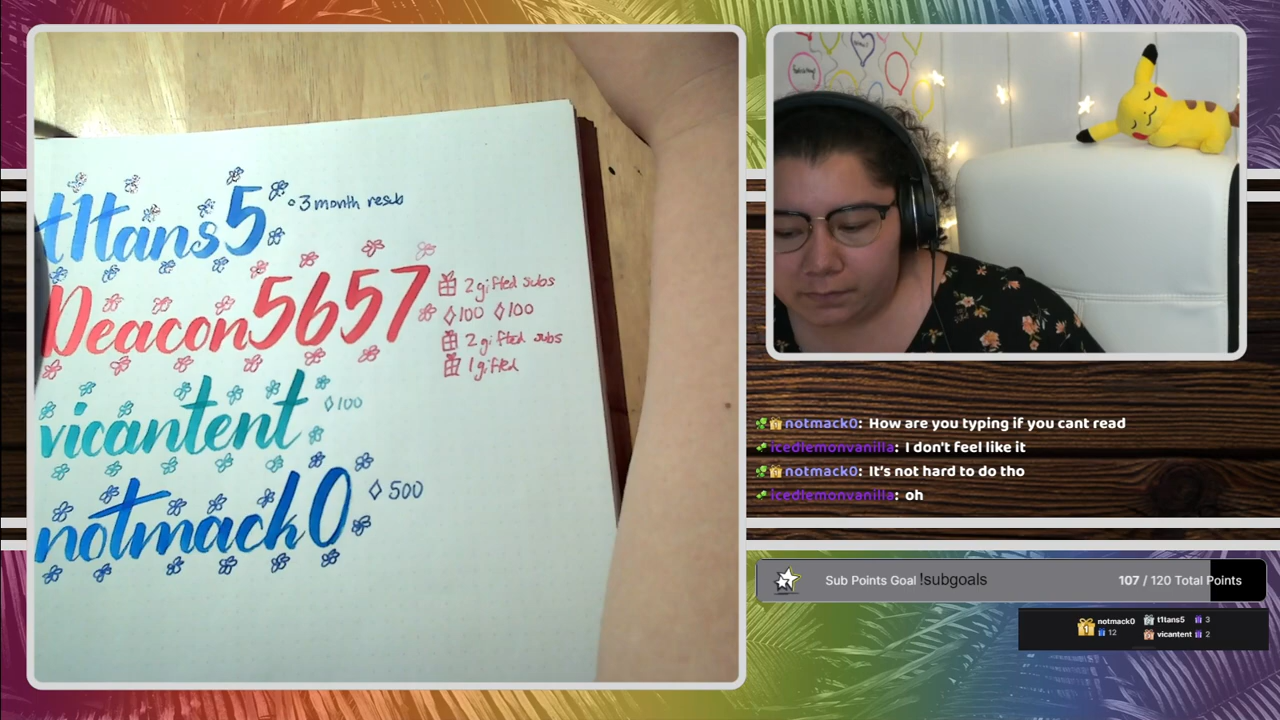 t1tans5 ◦ 3 month resub
Deacon5657
2 gifted subs
◊100 ◊100
2 gifted subs
1 gifted
vicantent ◊100
notmack0 ◊500
notmack0: How are you typing if you cant read
icedlemonvanilla: I don't feel like it
notmack0: It's not hard to do tho
icedlemonvanilla: oh
Sub Points Goal !subgoals 107 / 120 Total Points
1 notmack0 12
t1tans5 3
vicantent 2